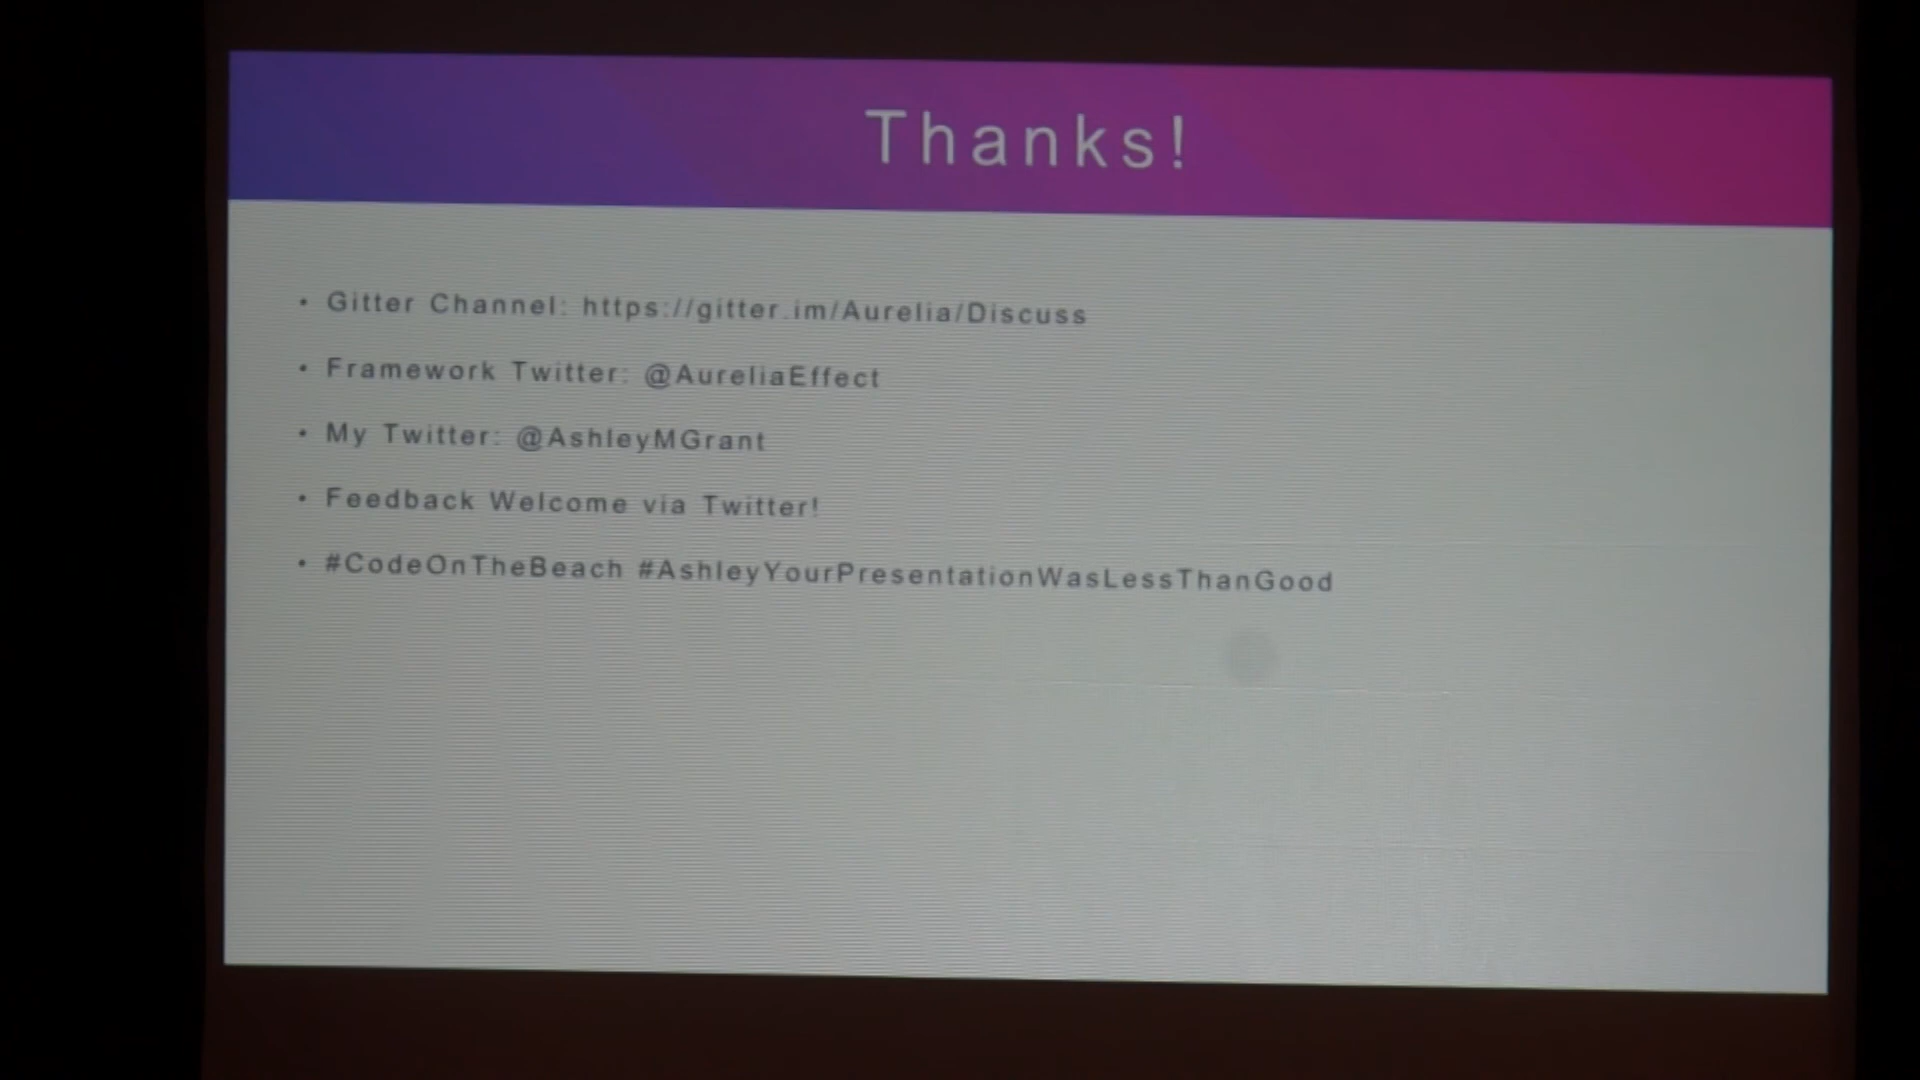 Thanks!
• Gitter Channel: https://gitter.im/Aurelia/Discuss
• Framework Twitter: @AureliaEffect
• My Twitter: @AshleyMGrant
• Feedback Welcome via Twitter!
• #CodeOnTheBeach #AshleyYourPresentationWasLessThanGood